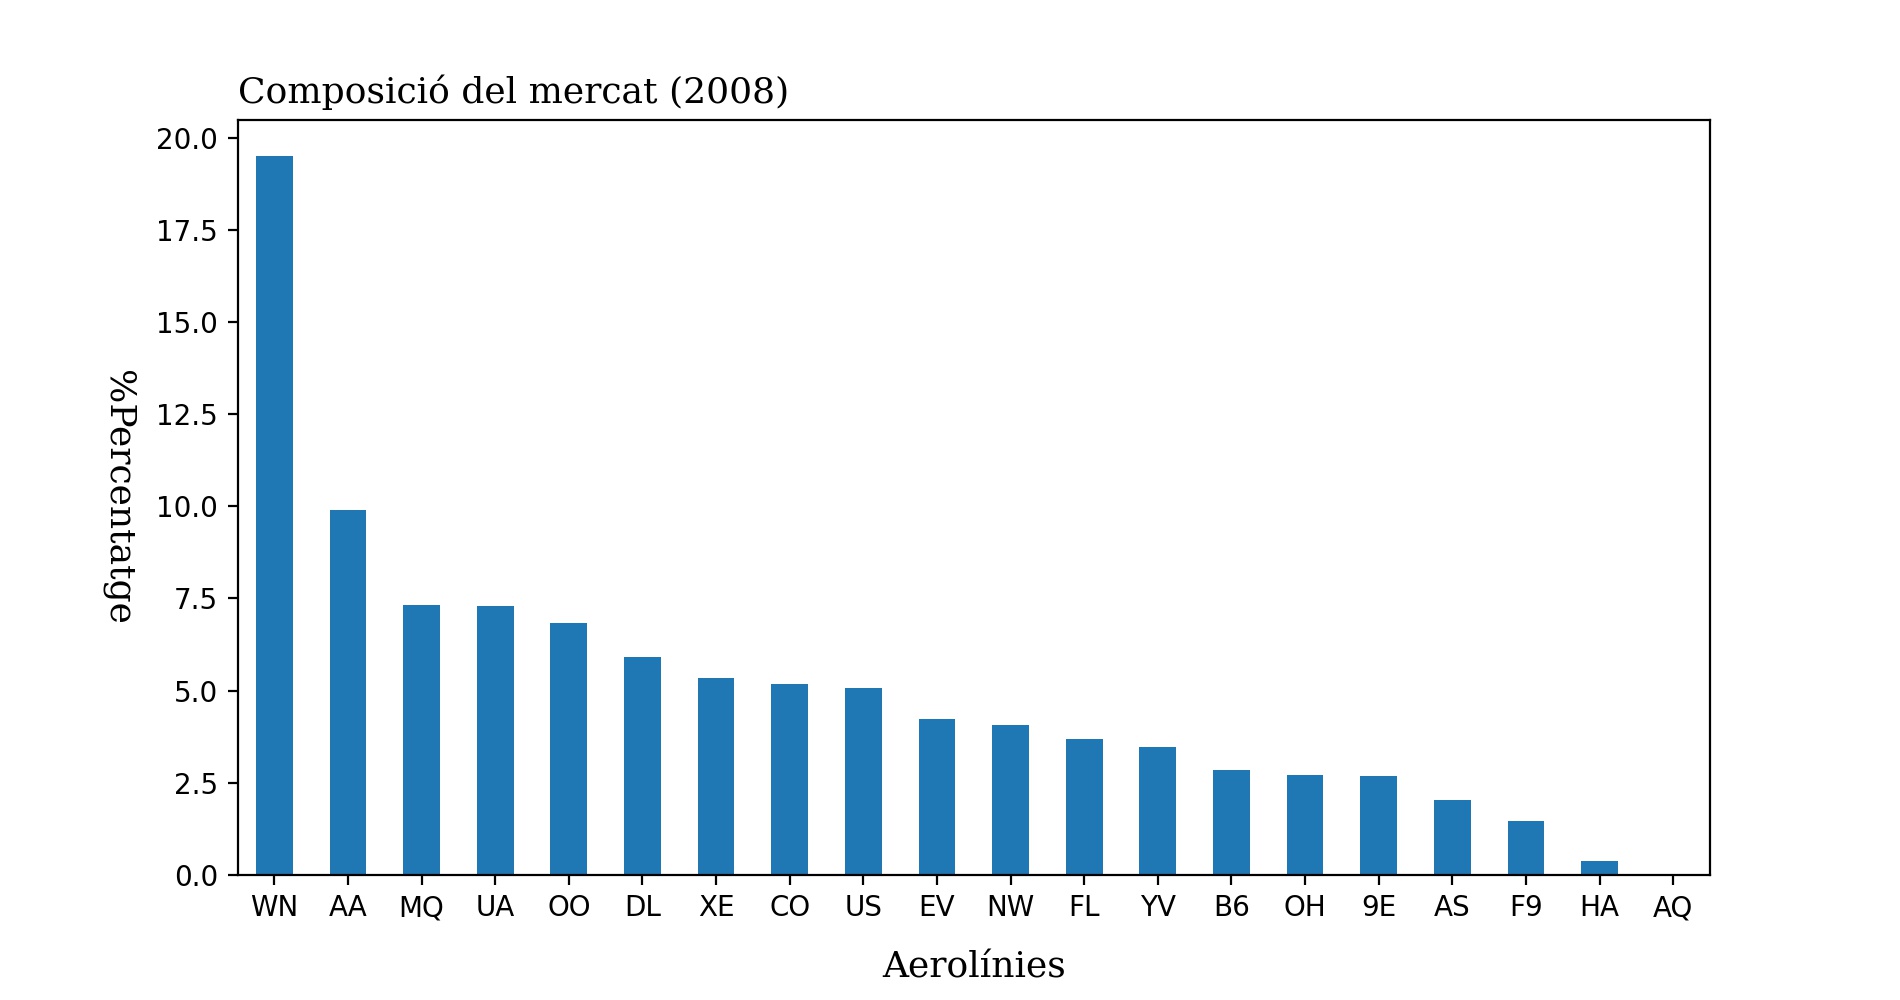 Composició del mercat (2008)
%Percentatge
20.0
17.5
15.0
12.5
10.0
7.5
5.0
2.5
0.0
WN AA MQ UA OO DL XE CO US EV NW FL YV B6 OH 9E AS F9 HA AQ
Aerolínies